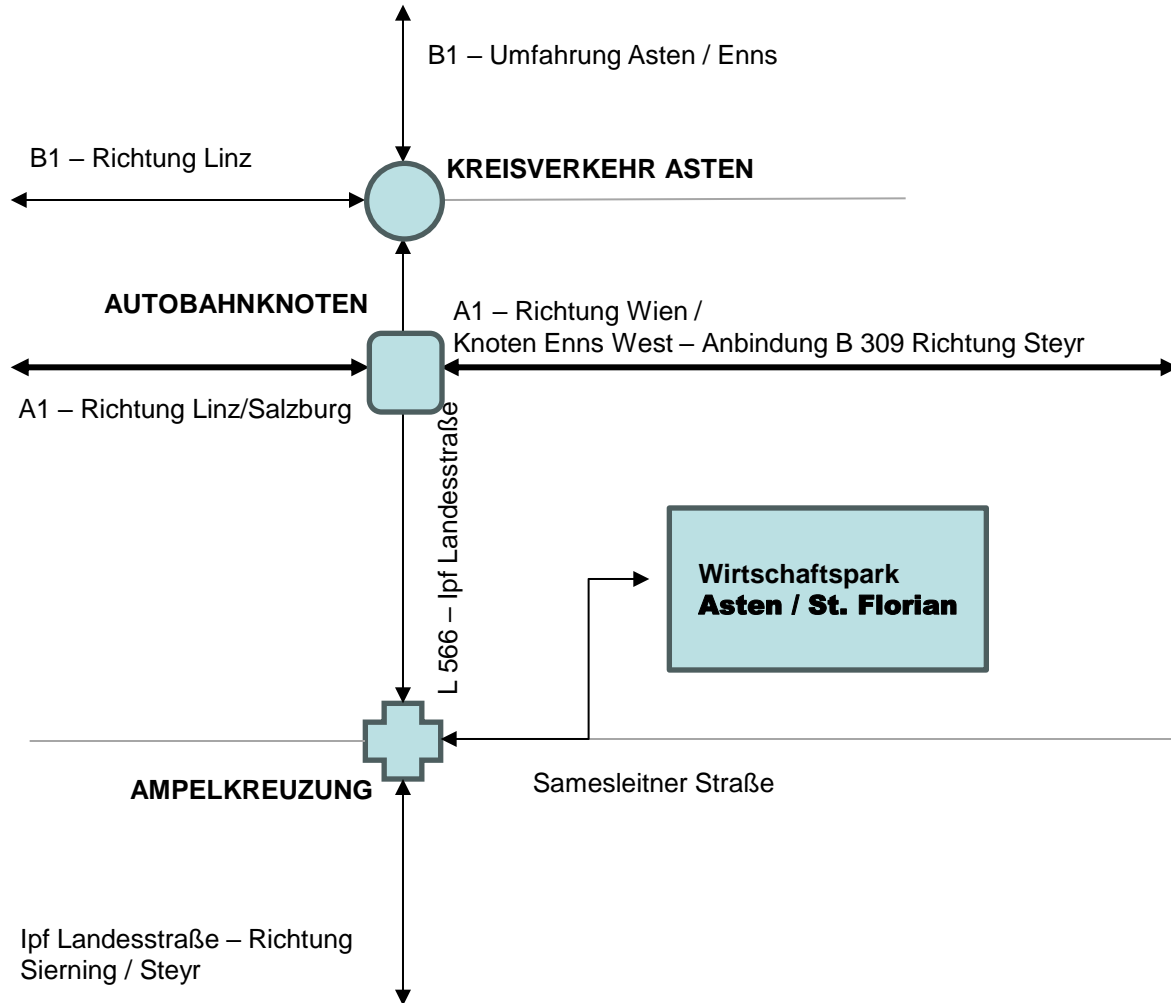 B1 – Umfahrung Asten / Enns
B1 – Richtung Linz
KREISVERKEHR ASTEN
AUTOBAHNKNOTEN
A1 – Richtung Wien /
Knoten Enns West – Anbindung B 309 Richtung Steyr
A1 – Richtung Linz/Salzburg
L 566 – Ipf Landesstraße
Wirtschaftspark
Asten / St. Florian
AMPELKREUZUNG
Samesleitner Straße
Ipf Landesstraße – Richtung
Sierning / Steyr